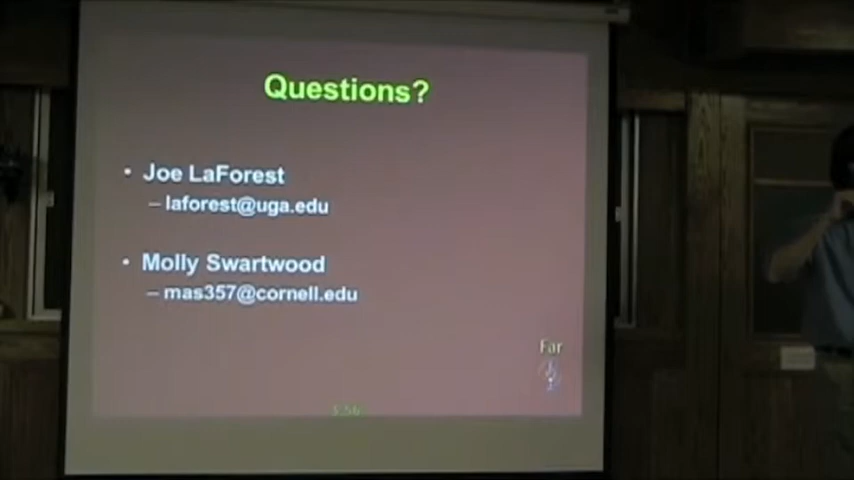 Questions?
• Joe LaForest
– laforest@uga.edu
• Molly Swartwood
– mas357@cornell.edu
Far